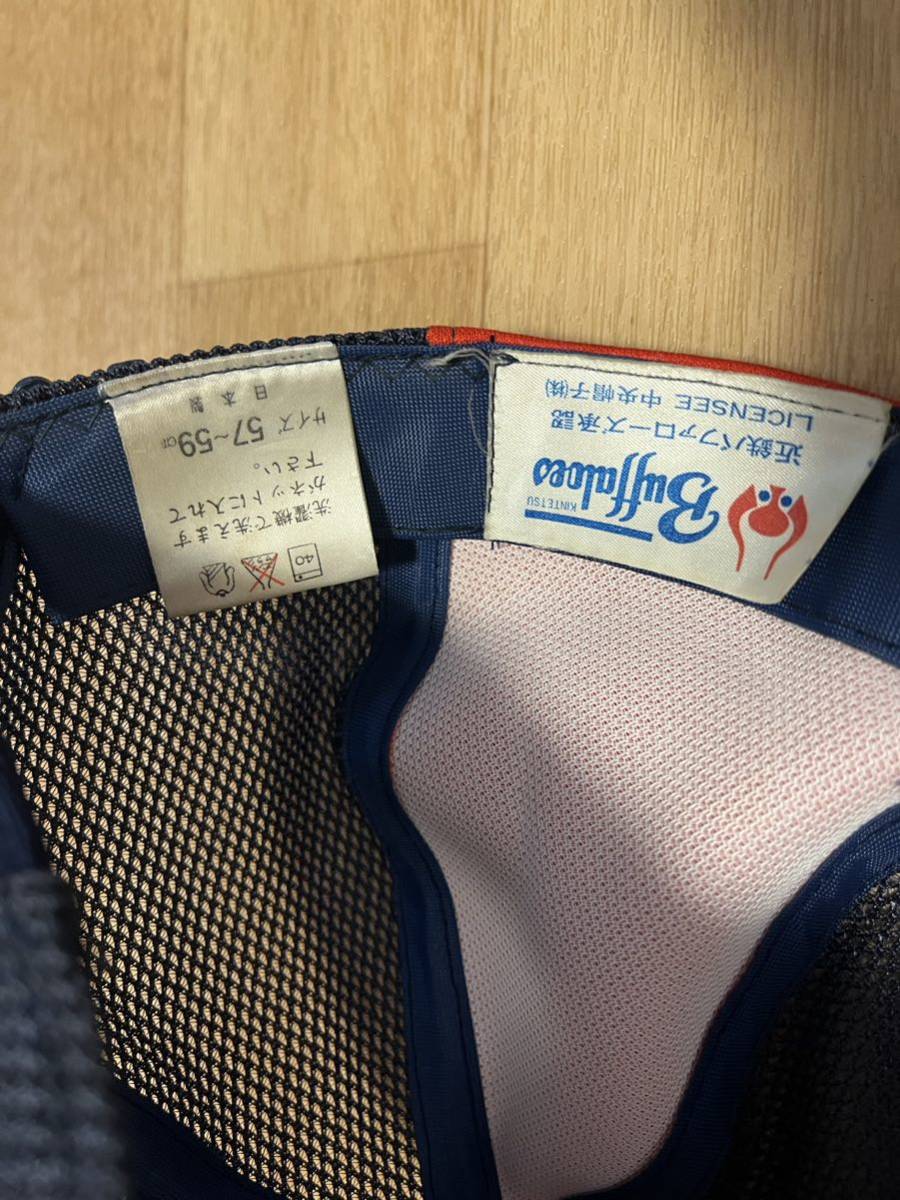 KINTETSU
Buffaloes
近鉄バファローズ承認
LICENSEE 中央帽子㈱
40
洗濯機で洗えます
がネットに入れて
下さい。
サイズ 57~59cm
日本製